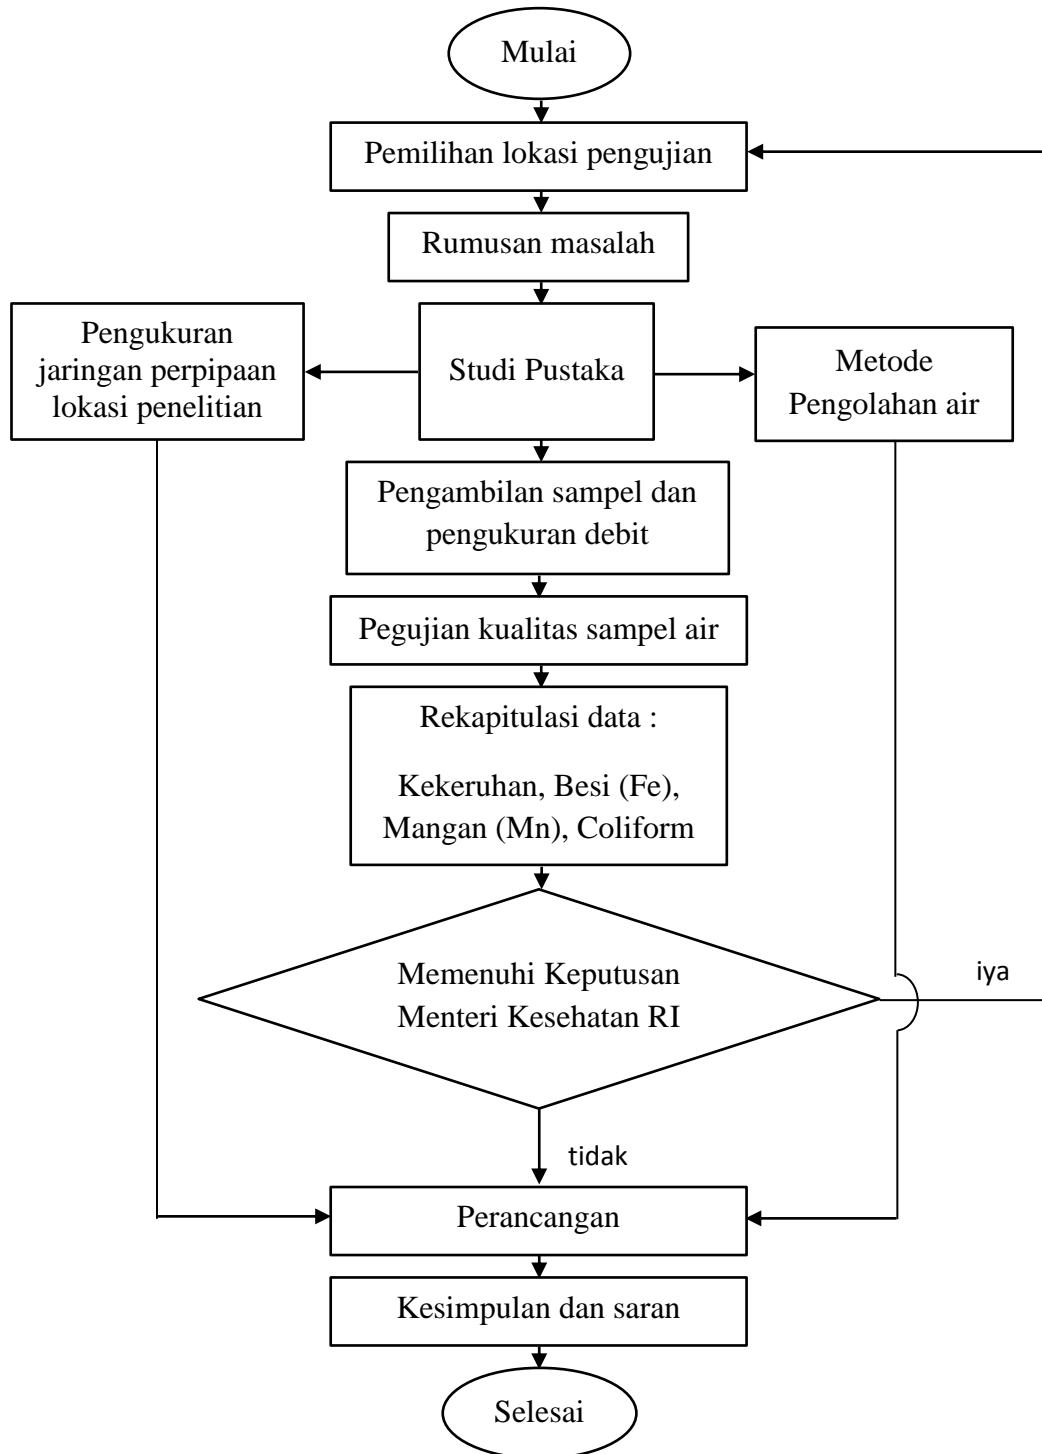 Mulai
Pemilihan lokasi pengujian
Rumusan masalah
Pengukuran
jaringan perpipaan
lokasi penelitian
Studi Pustaka
Metode
Pengolahan air
Pengambilan sampel dan
pengukuran debit
Pegujian kualitas sampel air
Rekapitulasi data :
Kekeruhan, Besi (Fe),
Mangan (Mn), Coliform
Memenuhi Keputusan
Menteri Kesehatan RI
iya
tidak
Perancangan
Kesimpulan dan saran
Selesai